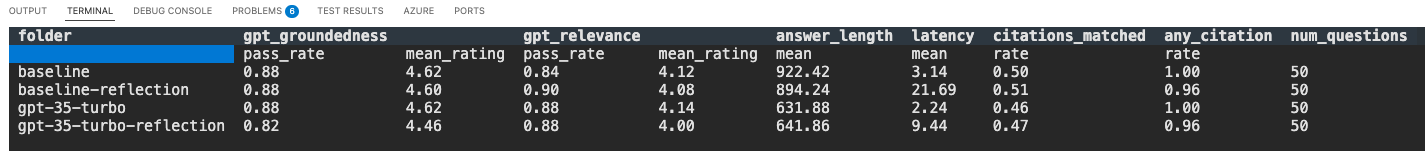 OUTPUT TERMINAL DEBUG CONSOLE PROBLEMS 6 TEST RESULTS AZURE PORTS
folder gpt_groundedness gpt_relevance answer_length latency citations_matched any_citation num_questions
pass_rate mean_rating pass_rate mean_rating mean mean rate rate
baseline 0.88 4.62 0.84 4.12 922.42 3.14 0.50 1.00 50
baseline-reflection 0.88 4.60 0.90 4.08 894.24 21.69 0.51 0.96 50
gpt-35-turbo 0.88 4.62 0.88 4.14 631.88 2.24 0.46 1.00 50
gpt-35-turbo-reflection 0.82 4.46 0.88 4.00 641.86 9.44 0.47 0.96 50